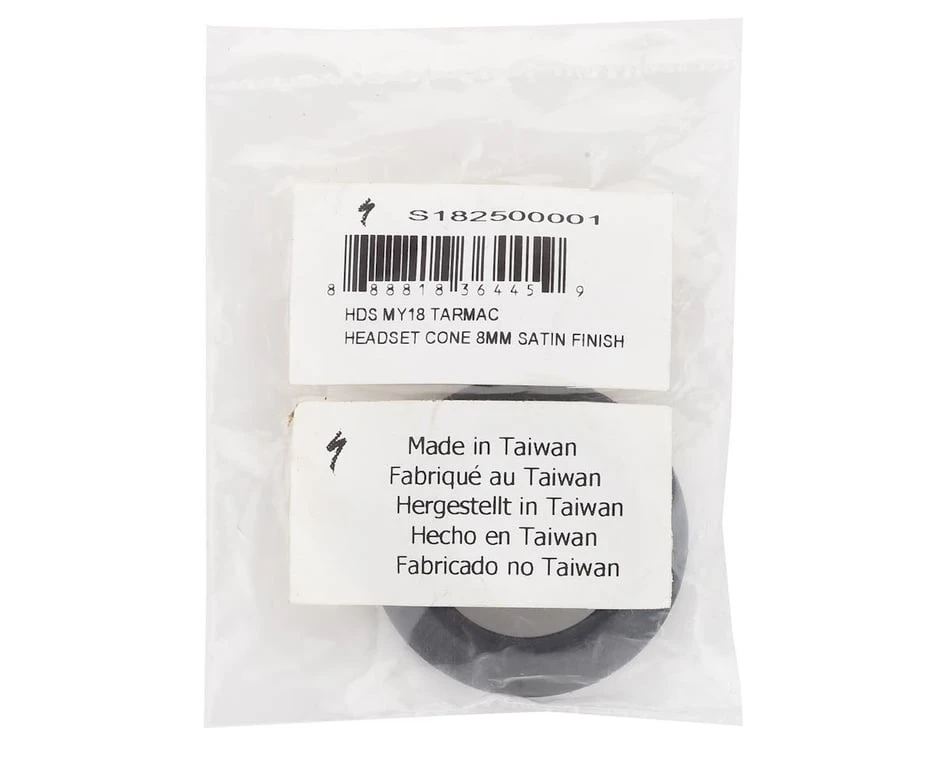 S182500001
8 88818 36445 9
HDS MY18 TARMAC
HEADSET CONE 8MM SATIN FINISH
Made in Taiwan
Fabriqué au Taiwan
Hergestellt in Taiwan
Hecho en Taiwan
Fabricado no Taiwan